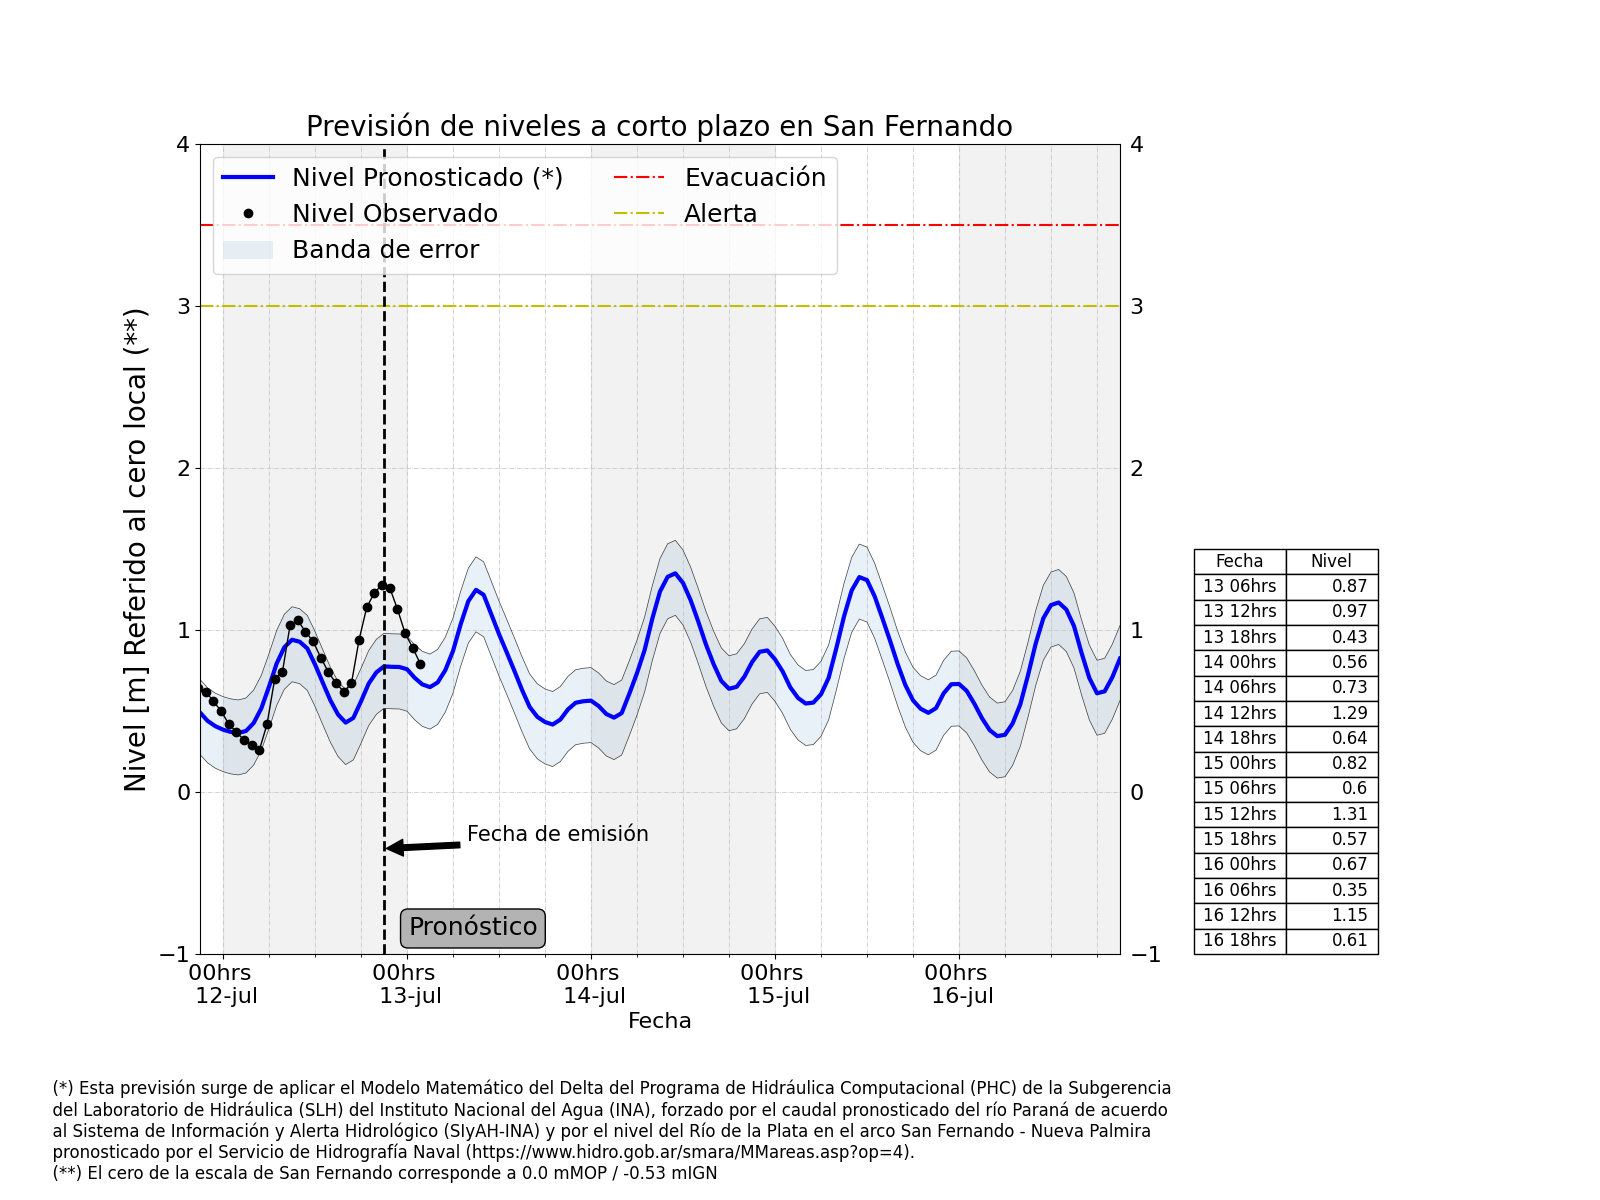 Previsión de niveles a corto plazo en San Fernando
4
4
Nivel Pronosticado (*)
Evacuación
Nivel Observado
Alerta
Banda de error
3
3
2
2
1
1
0
0
−1
−1
Nivel [m] Referido al cero local (**)
Fecha de emisión
Pronóstico
00hrs 00hrs 00hrs 00hrs 00hrs
12-jul 13-jul 14-jul 15-jul 16-jul
Fecha
Fecha Nivel
13 06hrs 0.87
13 12hrs 0.97
13 18hrs 0.43
14 00hrs 0.56
14 06hrs 0.73
14 12hrs 1.29
14 18hrs 0.64
15 00hrs 0.82
15 06hrs 0.6
15 12hrs 1.31
15 18hrs 0.57
16 00hrs 0.67
16 06hrs 0.35
16 12hrs 1.15
16 18hrs 0.61
(*) Esta previsión surge de aplicar el Modelo Matemático del Delta del Programa de Hidráulica Computacional (PHC) de la Subgerencia
del Laboratorio de Hidráulica (SLH) del Instituto Nacional del Agua (INA), forzado por el caudal pronosticado del río Paraná de acuerdo
al Sistema de Información y Alerta Hidrológico (SIyAH-INA) y por el nivel del Río de la Plata en el arco San Fernando - Nueva Palmira
pronosticado por el Servicio de Hidrografía Naval (https://www.hidro.gob.ar/smara/MMareas.asp?op=4).
(**) El cero de la escala de San Fernando corresponde a 0.0 mMOP / -0.53 mIGN